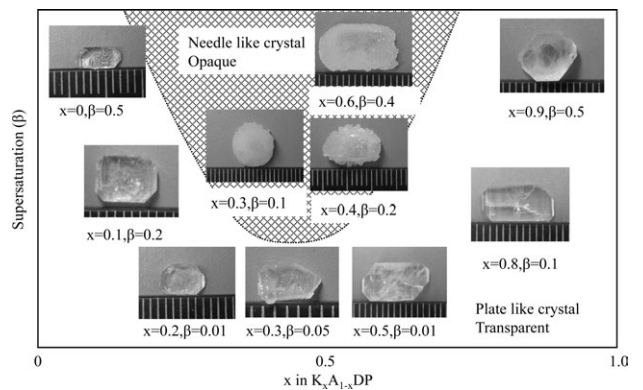 Needle like crystal
Opaque
x=0,β=0.5
x=0.6,β=0.4
x=0.9,β=0.5
Supersaturation (β)
x=0.3,β=0.1
x=0.4,β=0.2
x=0.1,β=0.2
x=0.8,β=0.1
x=0.2,β=0.01
x=0.3,β=0.05
x=0.5,β=0.01
Plate like crystal
Transparent
0
0.5
1.0
x in KₓA₁₋ₓDP